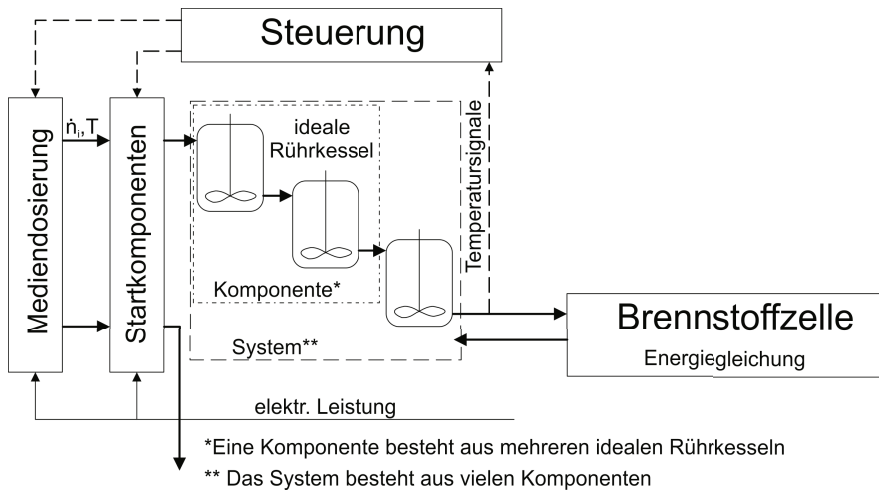 Steuerung
Mediendosierung
ṅi,T
Startkomponenten
ideale
Rührkessel
Komponente*
System**
Temperatursignale
Brennstoffzelle
Energiegleichung
elektr. Leistung
*Eine Komponente besteht aus mehreren idealen Rührkesseln
** Das System besteht aus vielen Komponenten